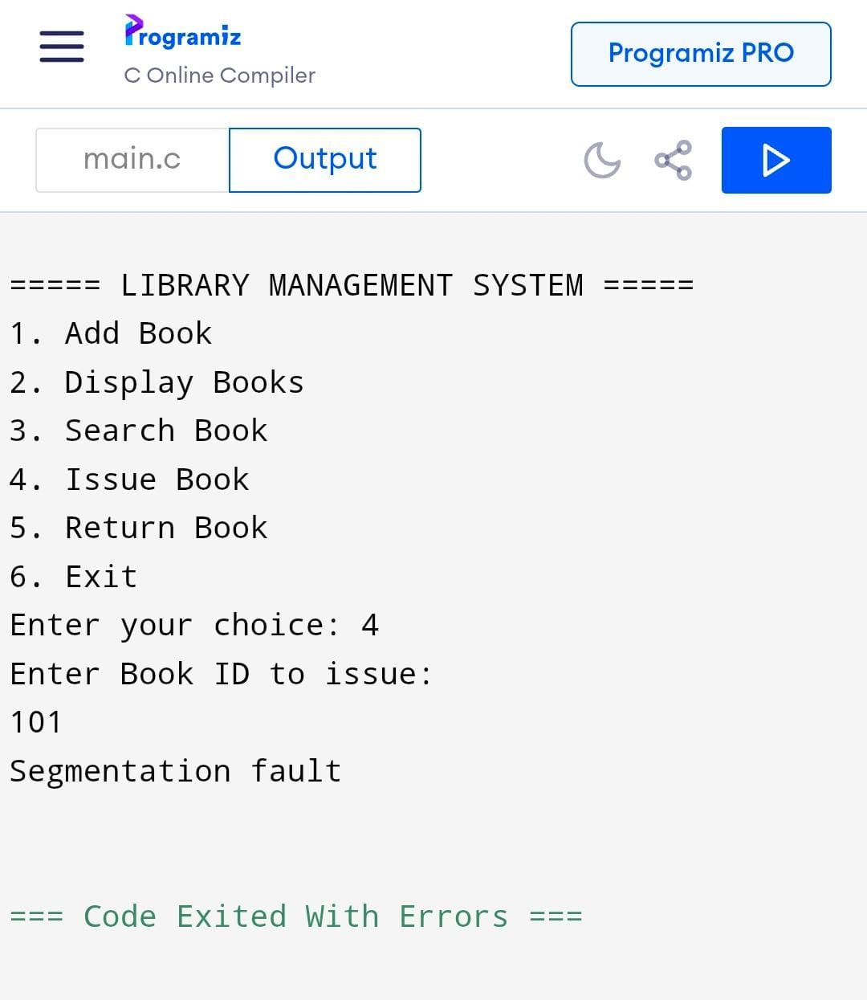 Programiz
C Online Compiler
Programiz PRO
main.c
Output
===== LIBRARY MANAGEMENT SYSTEM =====
1. Add Book
2. Display Books
3. Search Book
4. Issue Book
5. Return Book
6. Exit
Enter your choice: 4
Enter Book ID to issue:
101
Segmentation fault
=== Code Exited With Errors ===